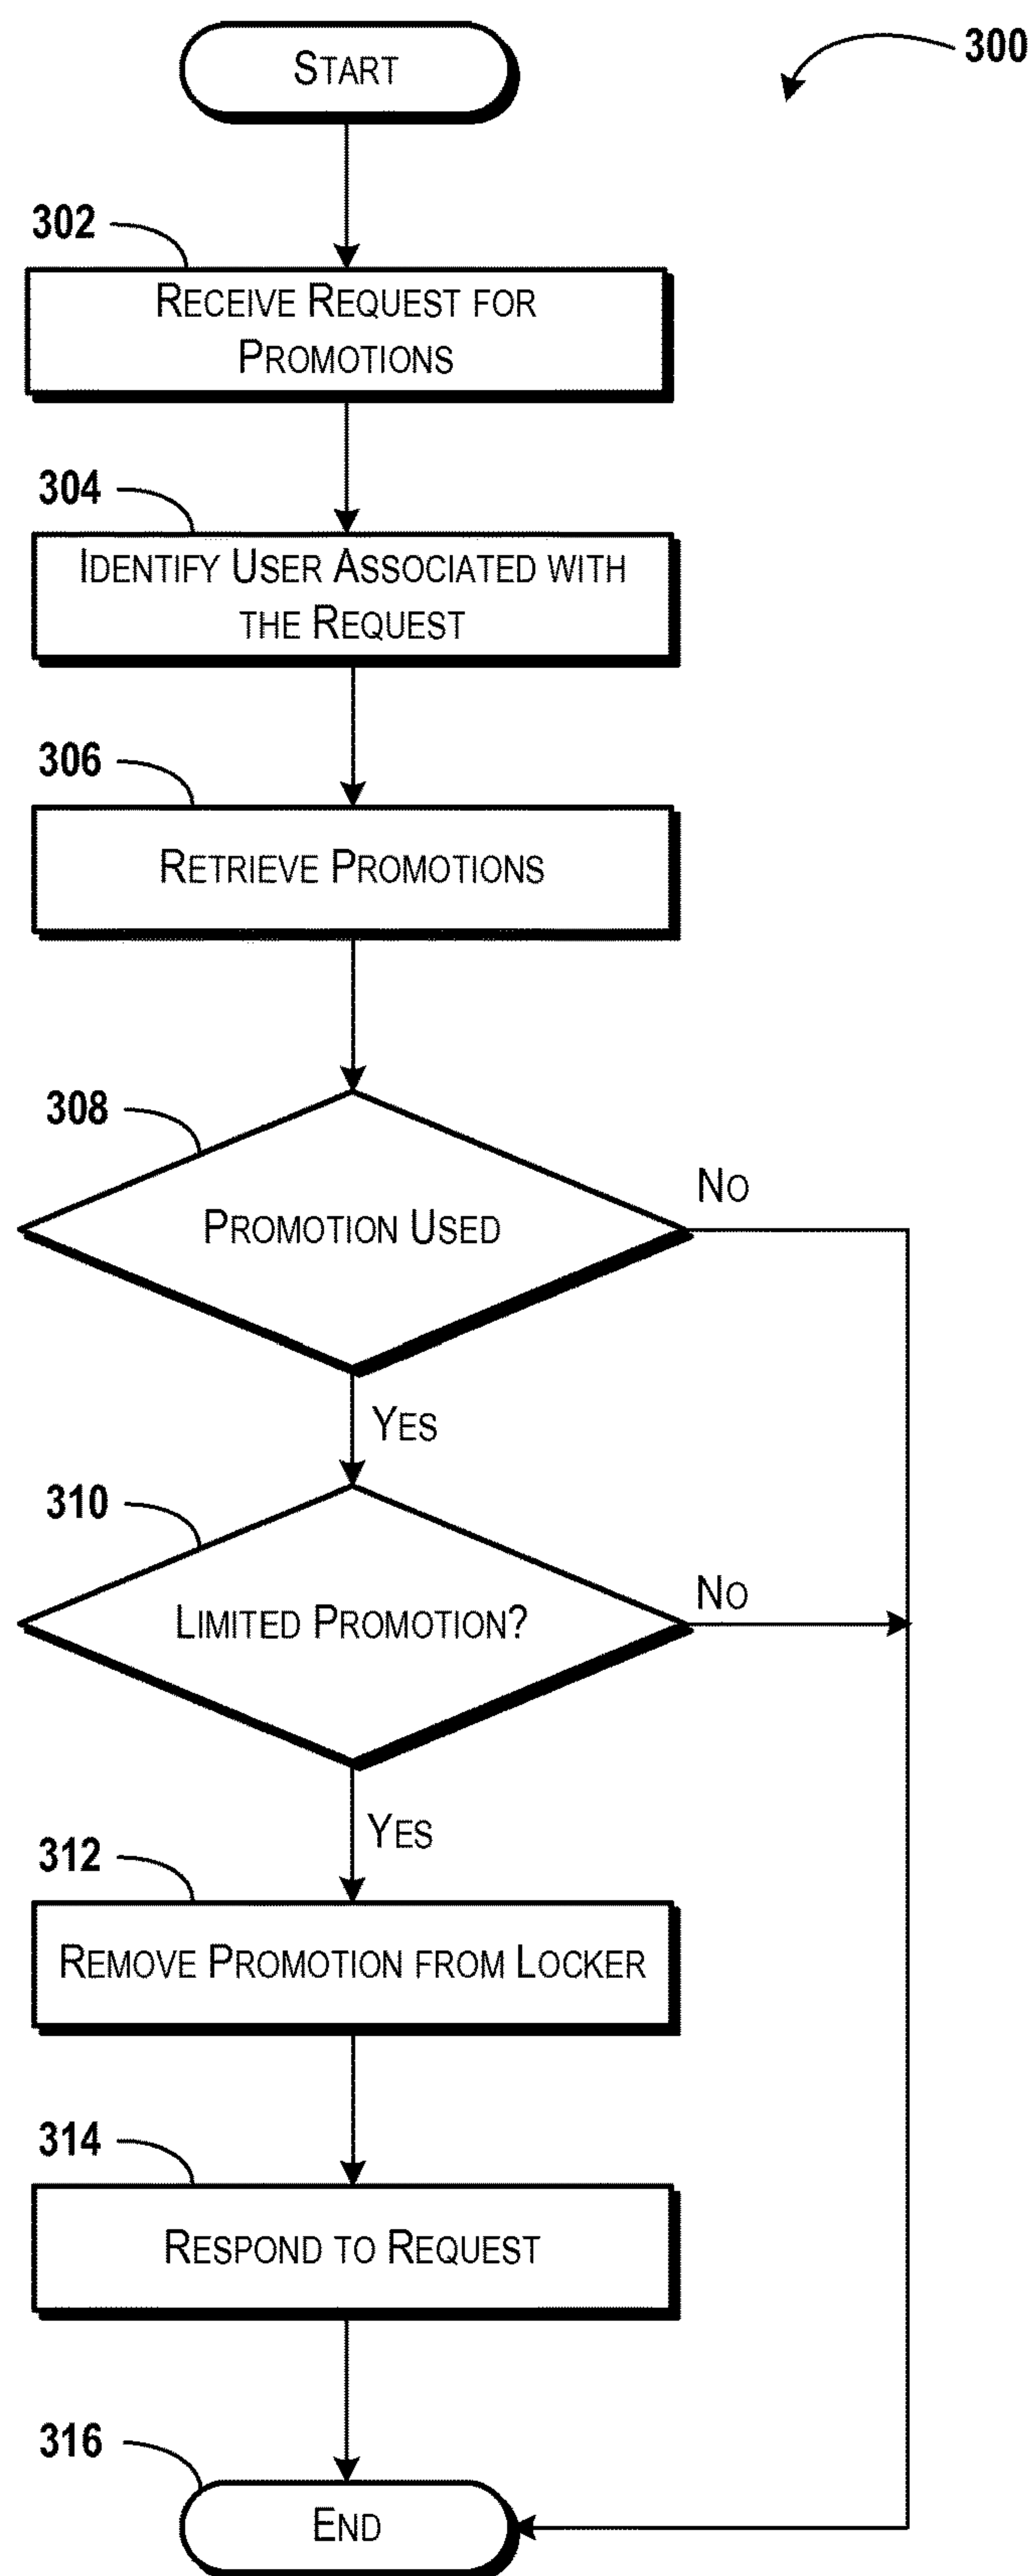 START
300
302
RECEIVE REQUEST FOR
PROMOTIONS
304
IDENTIFY USER ASSOCIATED WITH
THE REQUEST
306
RETRIEVE PROMOTIONS
308
PROMOTION USED
NO
YES
310
LIMITED PROMOTION?
NO
YES
312
REMOVE PROMOTION FROM LOCKER
314
RESPOND TO REQUEST
316
END